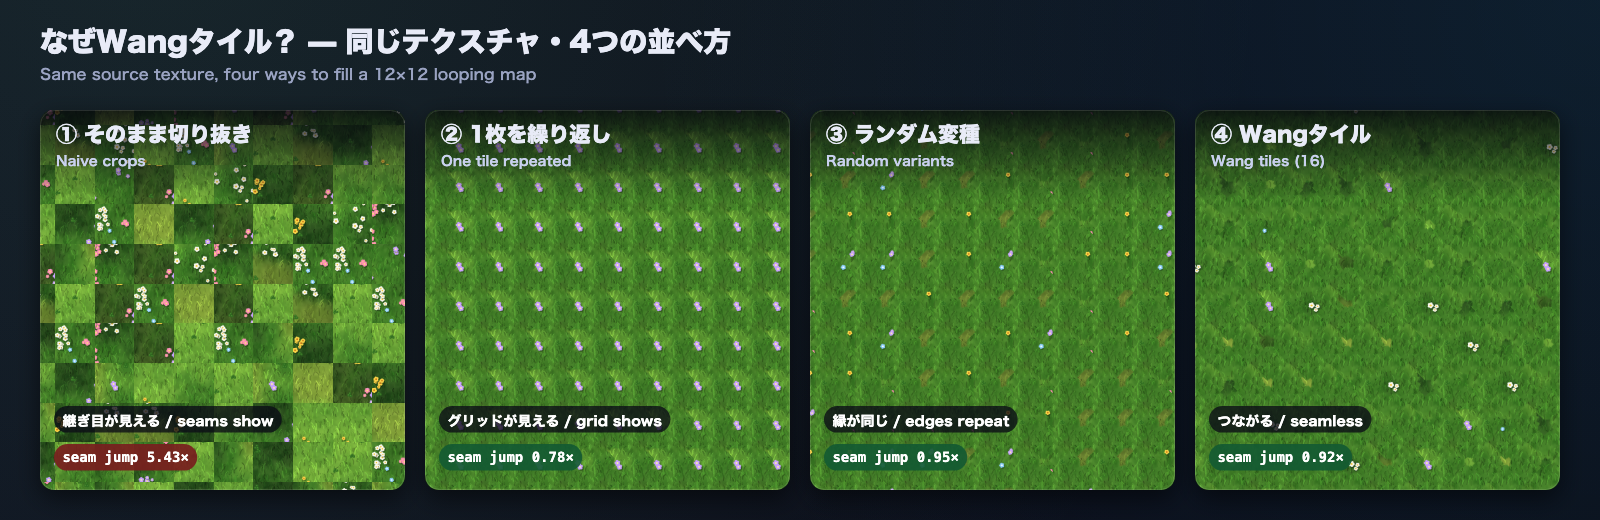 なぜWangタイル？ — 同じテクスチャ・4つの並べ方
Same source texture, four ways to fill a 12×12 looping map
① そのまま切り抜き
Naive crops
継ぎ目が見える / seams show
seam jump 5.43×
② 1枚を繰り返し
One tile repeated
グリッドが見える / grid shows
seam jump 0.78×
③ ランダム変種
Random variants
縁が同じ / edges repeat
seam jump 0.95×
④ Wangタイル
Wang tiles (16)
つながる / seamless
seam jump 0.92×